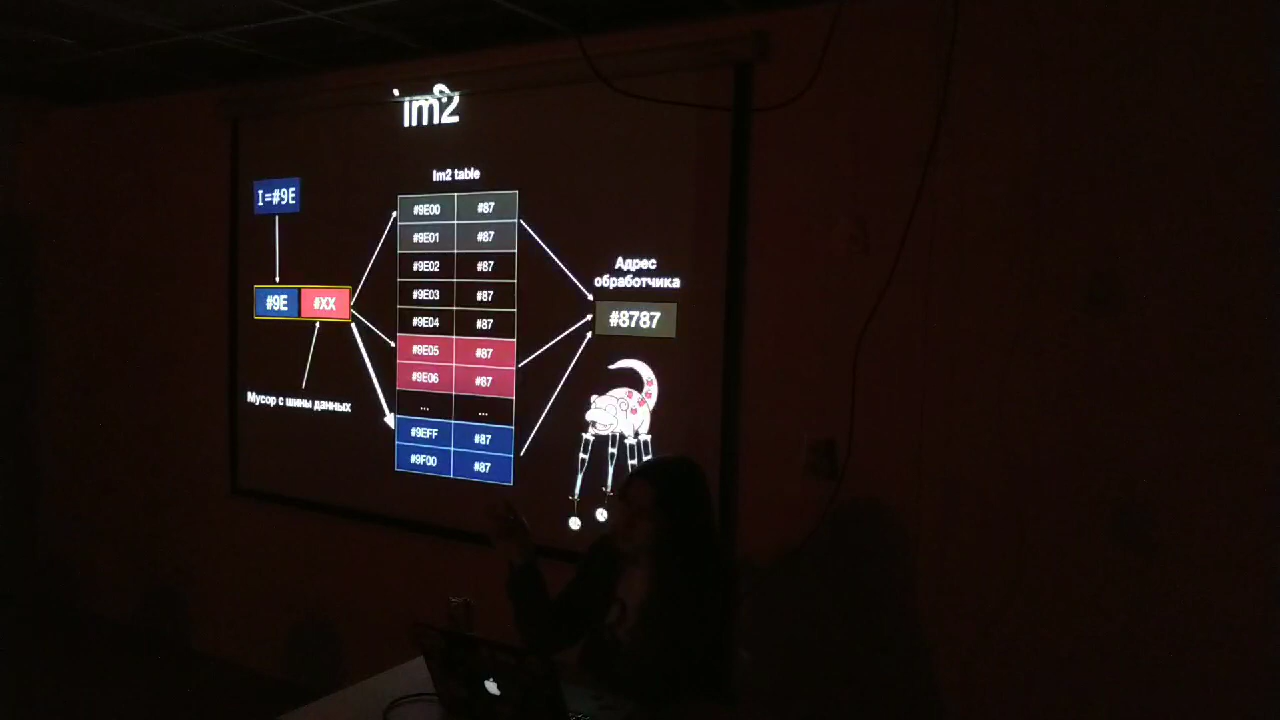 im2
Im2 table
I=#9E
#9E #XX
Мусор с шины данных
#9E00 #87
#9E01 #87
#9E02 #87
#9E03 #87
#9E04 #87
#9E05 #87
#9E06 #87
... ...
#9EFF #87
#9F00 #87
Адрес
обработчика
#8787